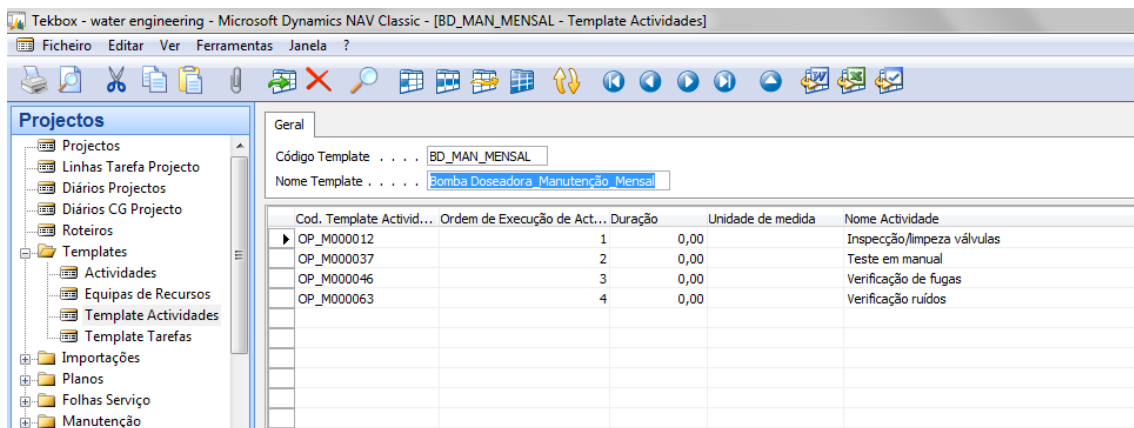 Tekbox - water engineering - Microsoft Dynamics NAV Classic - [BD_MAN_MENSAL - Template Actividades]
Ficheiro Editar Ver Ferramentas Janela ?
Projectos
Projectos
Linhas Tarefa Projecto
Diários Projectos
Diários CG Projecto
Roteiros
Templates
Actividades
Equipas de Recursos
Template Actividades
Template Tarefas
Importações
Planos
Folhas Serviço
Manutenção
Geral
Código Template . . . . BD_MAN_MENSAL
Nome Template . . . . . Bomba Doseadora_Manutenção_Mensal
Cod. Template Activid... Ordem de Execução de Act... Duração Unidade de medida Nome Actividade
OP_M000012 1 0,00 Inspecção/limpeza válvulas
OP_M000037 2 0,00 Teste em manual
OP_M000046 3 0,00 Verificação de fugas
OP_M000063 4 0,00 Verificação ruídos